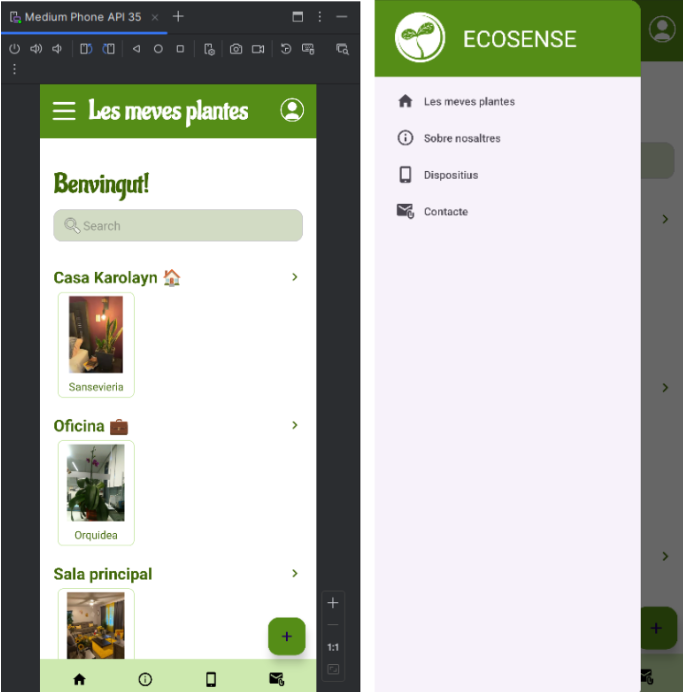 Medium Phone API 35
Les meves plantes
Benvingut!
Search
Casa Karolayn
Sansevieria
Oficina
Orquidea
Sala principal
1:1
ECOSENSE
Les meves plantes
Sobre nosaltres
Dispositius
Contacte